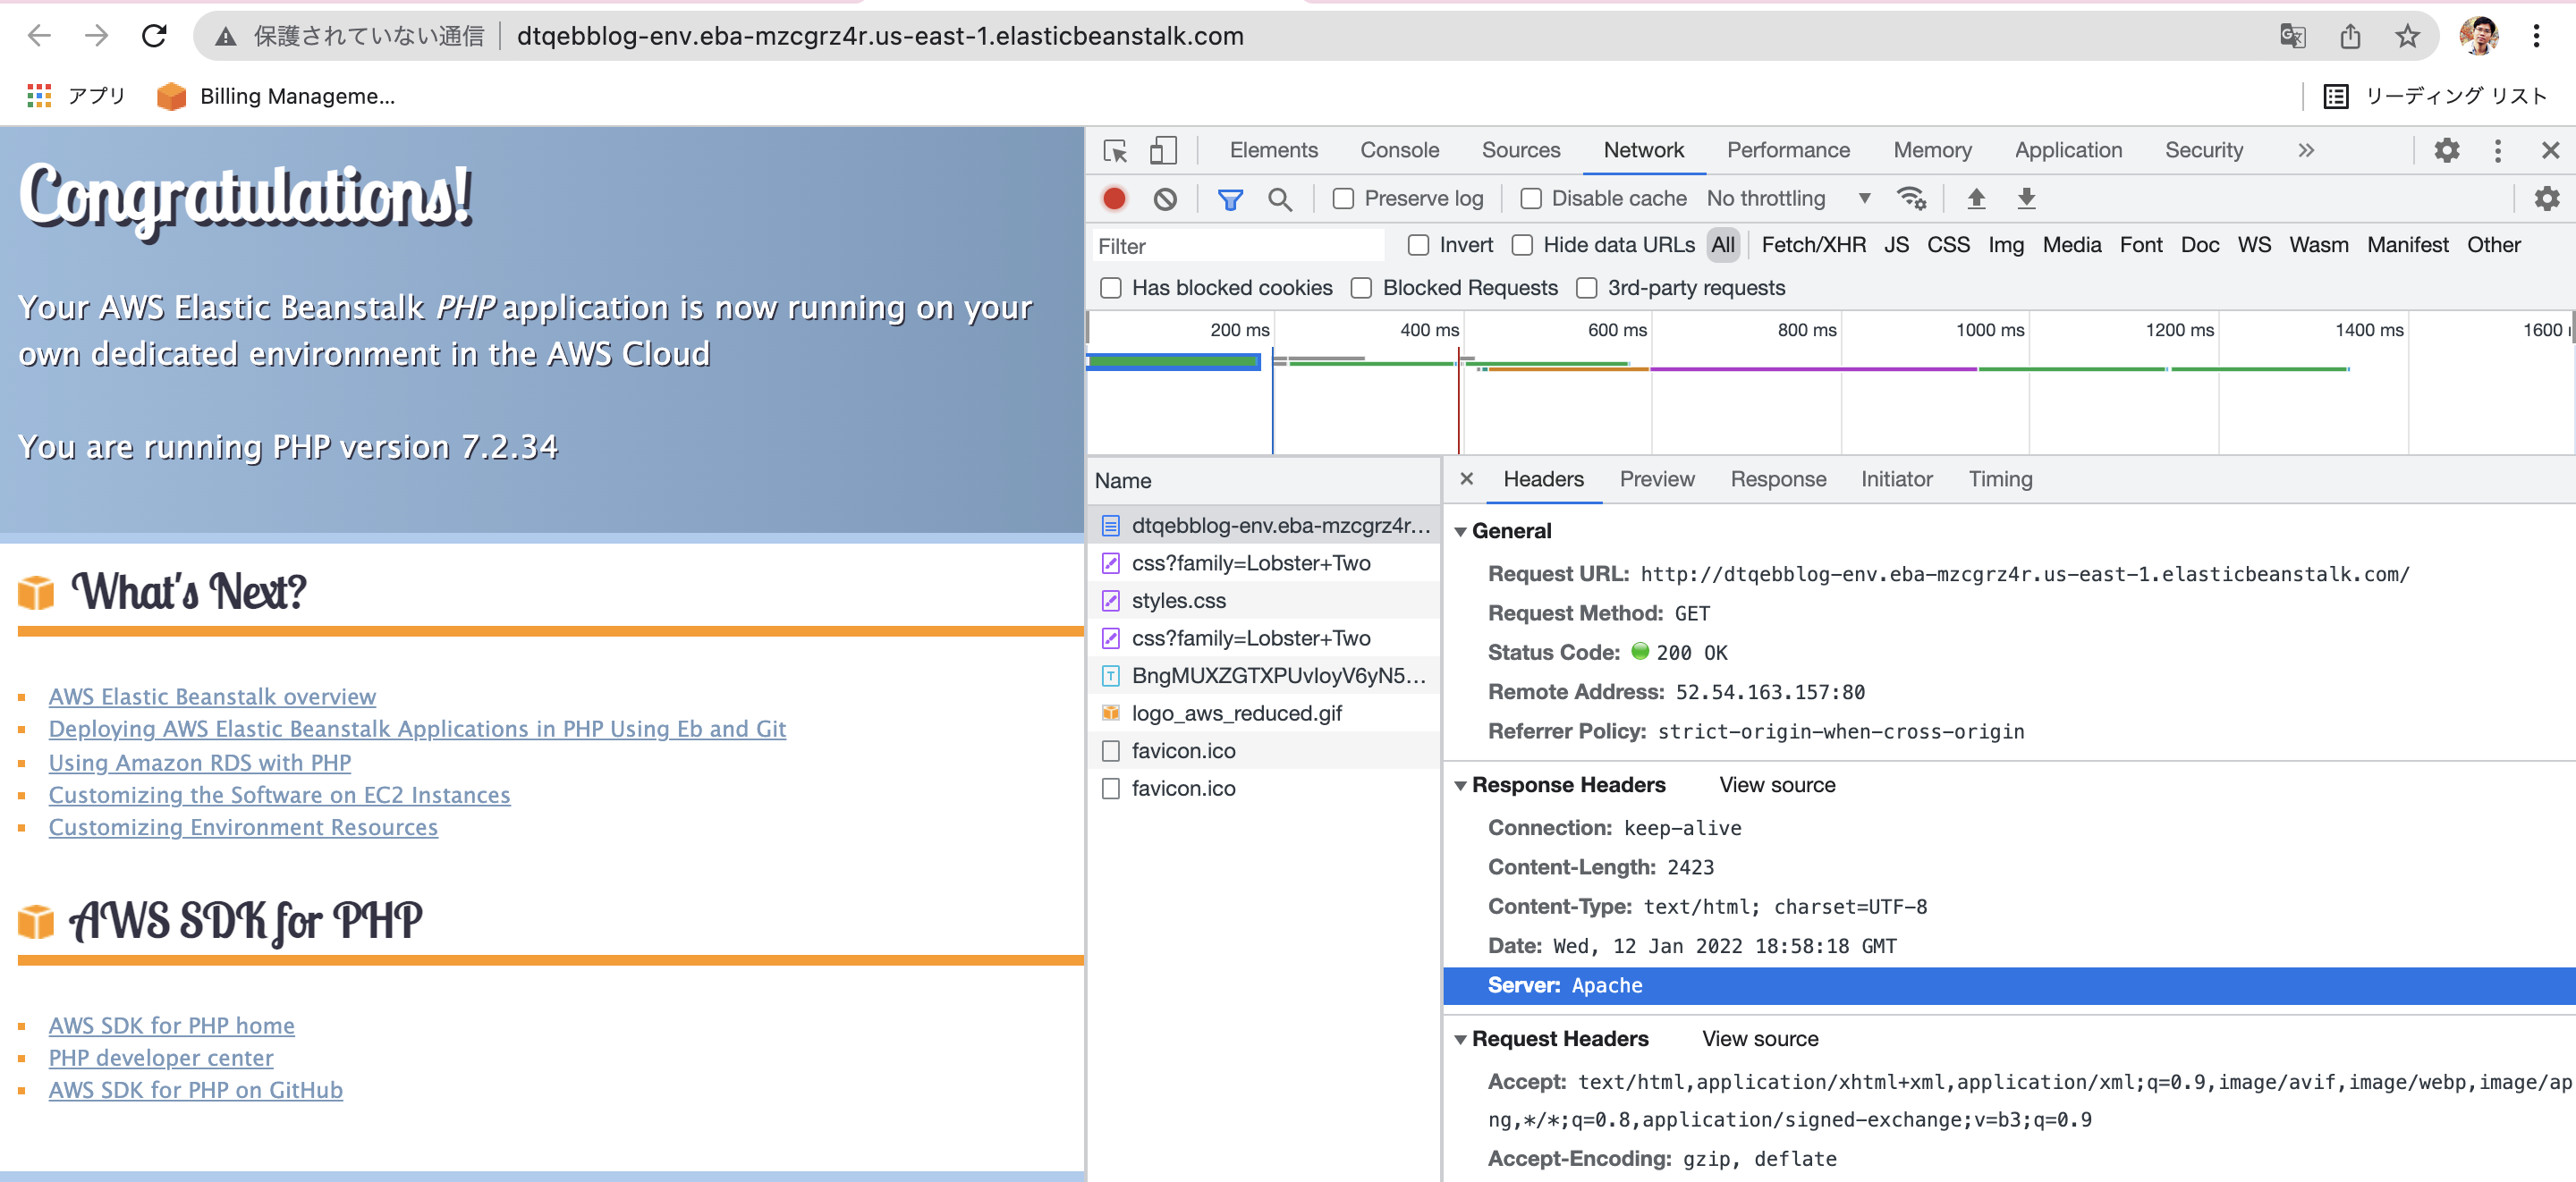 保護されていない通信 dtqebblog-env.eba-mzcgrz4r.us-east-1.elasticbeanstalk.com
アプリ Billing Manageme... リーディング リスト
Congratulations!
Your AWS Elastic Beanstalk PHP application is now running on your
own dedicated environment in the AWS Cloud
You are running PHP version 7.2.34
What's Next?
AWS Elastic Beanstalk overview
Deploying AWS Elastic Beanstalk Applications in PHP Using Eb and Git
Using Amazon RDS with PHP
Customizing the Software on EC2 Instances
Customizing Environment Resources
AWS SDK for PHP
AWS SDK for PHP home
PHP developer center
AWS SDK for PHP on GitHub
Elements Console Sources Network Performance Memory Application Security
Preserve log Disable cache No throttling
Filter Invert Hide data URLs All Fetch/XHR JS CSS Img Media Font Doc WS Wasm Manifest Other
Has blocked cookies Blocked Requests 3rd-party requests
200 ms 400 ms 600 ms 800 ms 1000 ms 1200 ms 1400 ms 1600
Name
dtqebblog-env.eba-mzcgrz4r...
css?family=Lobster+Two
styles.css
css?family=Lobster+Two
BngMUXZGTXPUvIoyV6yN5...
logo_aws_reduced.gif
favicon.ico
favicon.ico
Headers Preview Response Initiator Timing
General
Request URL: http://dtqebblog-env.eba-mzcgrz4r.us-east-1.elasticbeanstalk.com/
Request Method: GET
Status Code: 200 OK
Remote Address: 52.54.163.157:80
Referrer Policy: strict-origin-when-cross-origin
Response Headers View source
Connection: keep-alive
Content-Length: 2423
Content-Type: text/html; charset=UTF-8
Date: Wed, 12 Jan 2022 18:58:18 GMT
Server: Apache
Request Headers View source
Accept: text/html,application/xhtml+xml,application/xml;q=0.9,image/avif,image/webp,image/ap
ng,*/*;q=0.8,application/signed-exchange;v=b3;q=0.9
Accept-Encoding: gzip, deflate